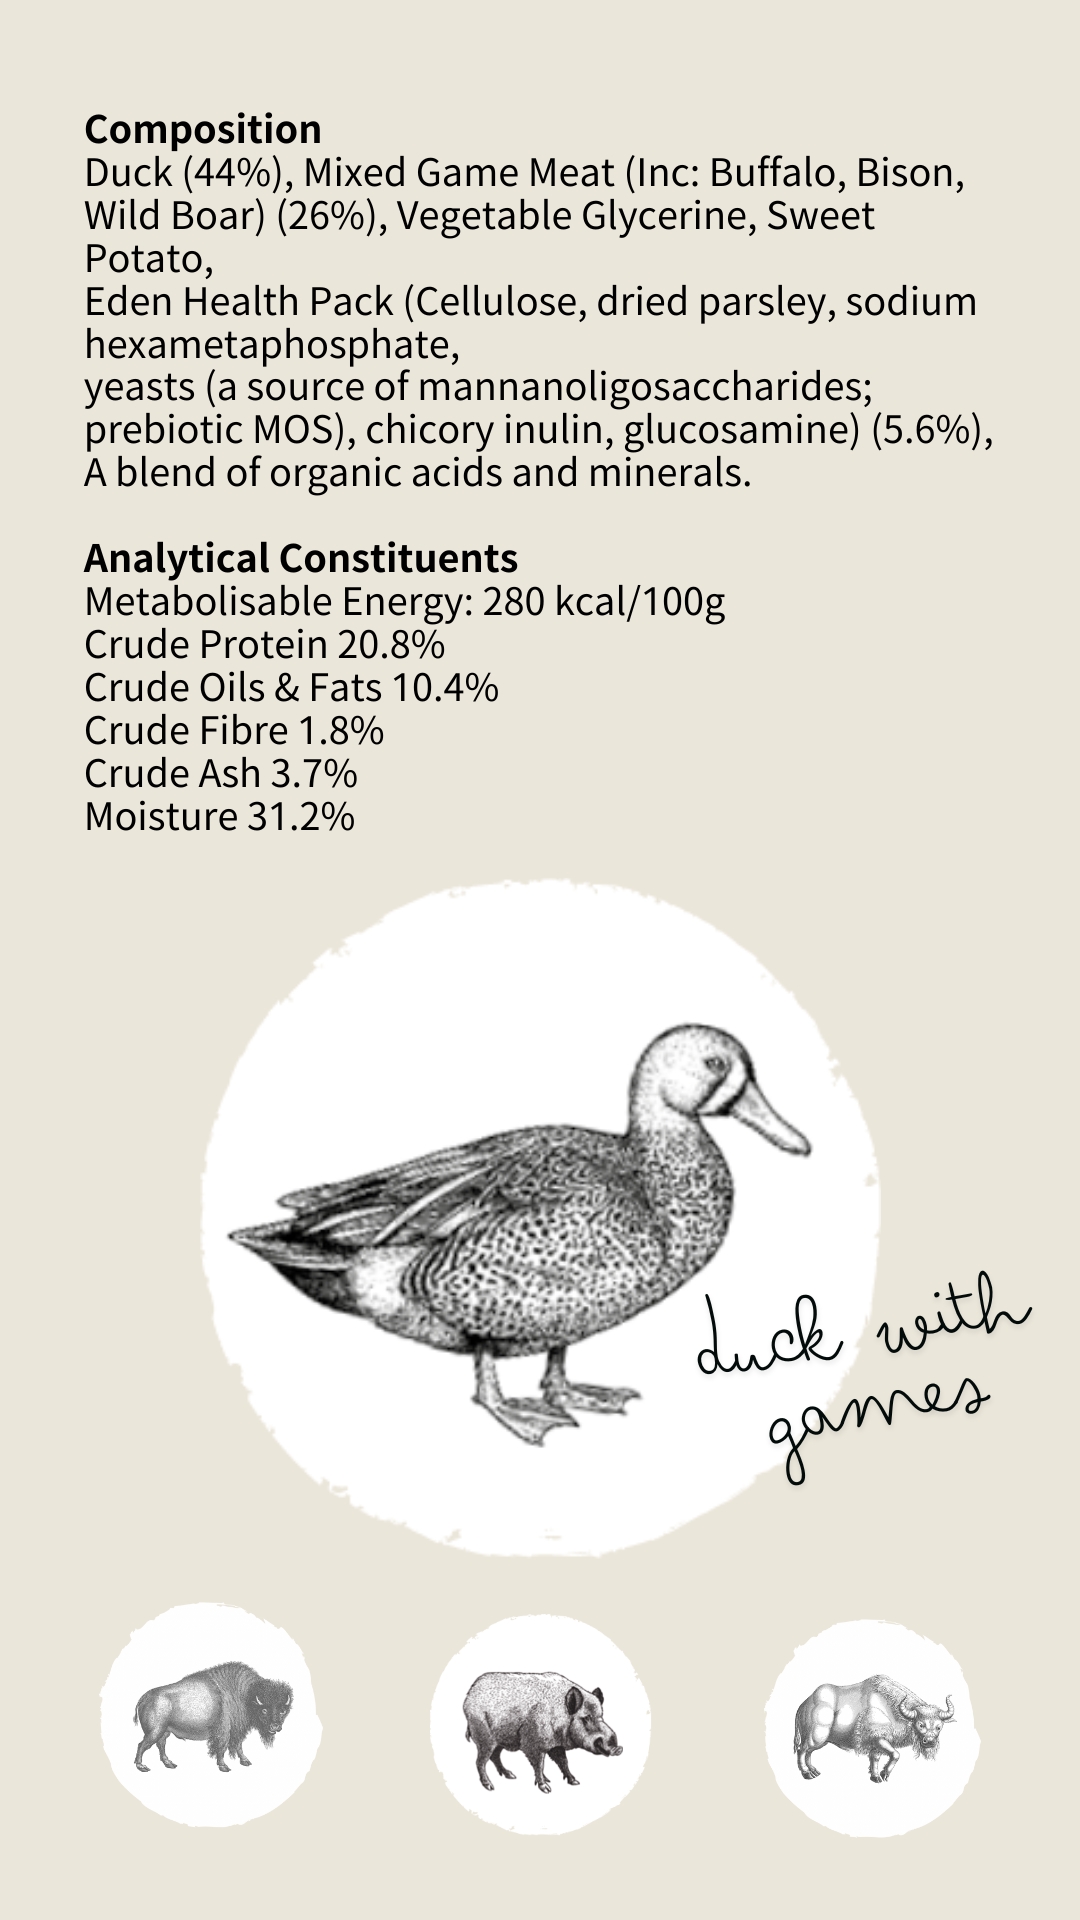 Composition
Duck (44%), Mixed Game Meat (Inc: Buffalo, Bison,
Wild Boar) (26%), Vegetable Glycerine, Sweet
Potato,
Eden Health Pack (Cellulose, dried parsley, sodium
hexametaphosphate,
yeasts (a source of mannanoligosaccharides;
prebiotic MOS), chicory inulin, glucosamine) (5.6%),
A blend of organic acids and minerals.
Analytical Constituents
Metabolisable Energy: 280 kcal/100g
Crude Protein 20.8%
Crude Oils & Fats 10.4%
Crude Fibre 1.8%
Crude Ash 3.7%
Moisture 31.2%
duck with
games